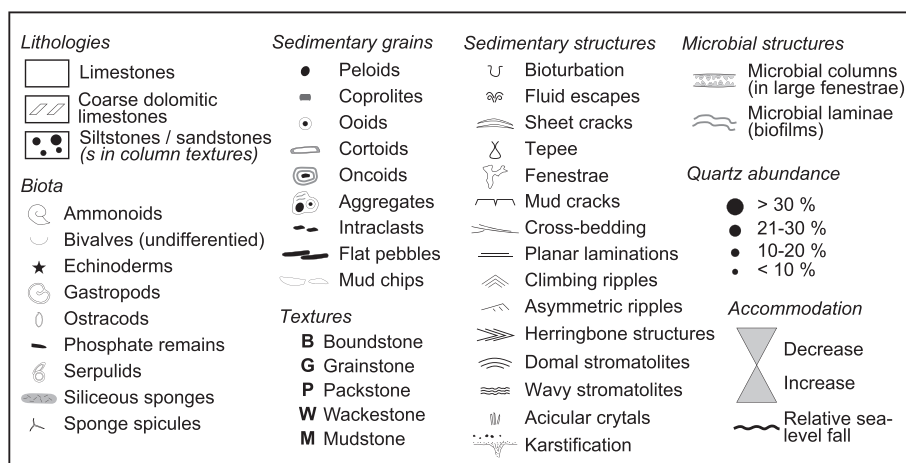 Lithologies
Limestones
Coarse dolomitic
limestones
Siltstones / sandstones
(s in column textures)
Biota
Ammonoids
Bivalves (undifferentied)
Echinoderms
Gastropods
Ostracods
Phosphate remains
Serpulids
Siliceous sponges
Sponge spicules
Sedimentary grains
Peloids
Coprolites
Ooids
Cortoids
Oncoids
Aggregates
Intraclasts
Flat pebbles
Mud chips
Textures
B Boundstone
G Grainstone
P Packstone
W Wackestone
M Mudstone
Sedimentary structures
Bioturbation
Fluid escapes
Sheet cracks
Tepee
Fenestrae
Mud cracks
Cross-bedding
Planar laminations
Climbing ripples
Asymmetric ripples
Herringbone structures
Domal stromatolites
Wavy stromatolites
Acicular crytals
Karstification
Microbial structures
Microbial columns
(in large fenestrae)
Microbial laminae
(biofilms)
Quartz abundance
> 30 %
21-30 %
10-20 %
< 10 %
Accommodation
Decrease
Increase
Relative sea-
level fall